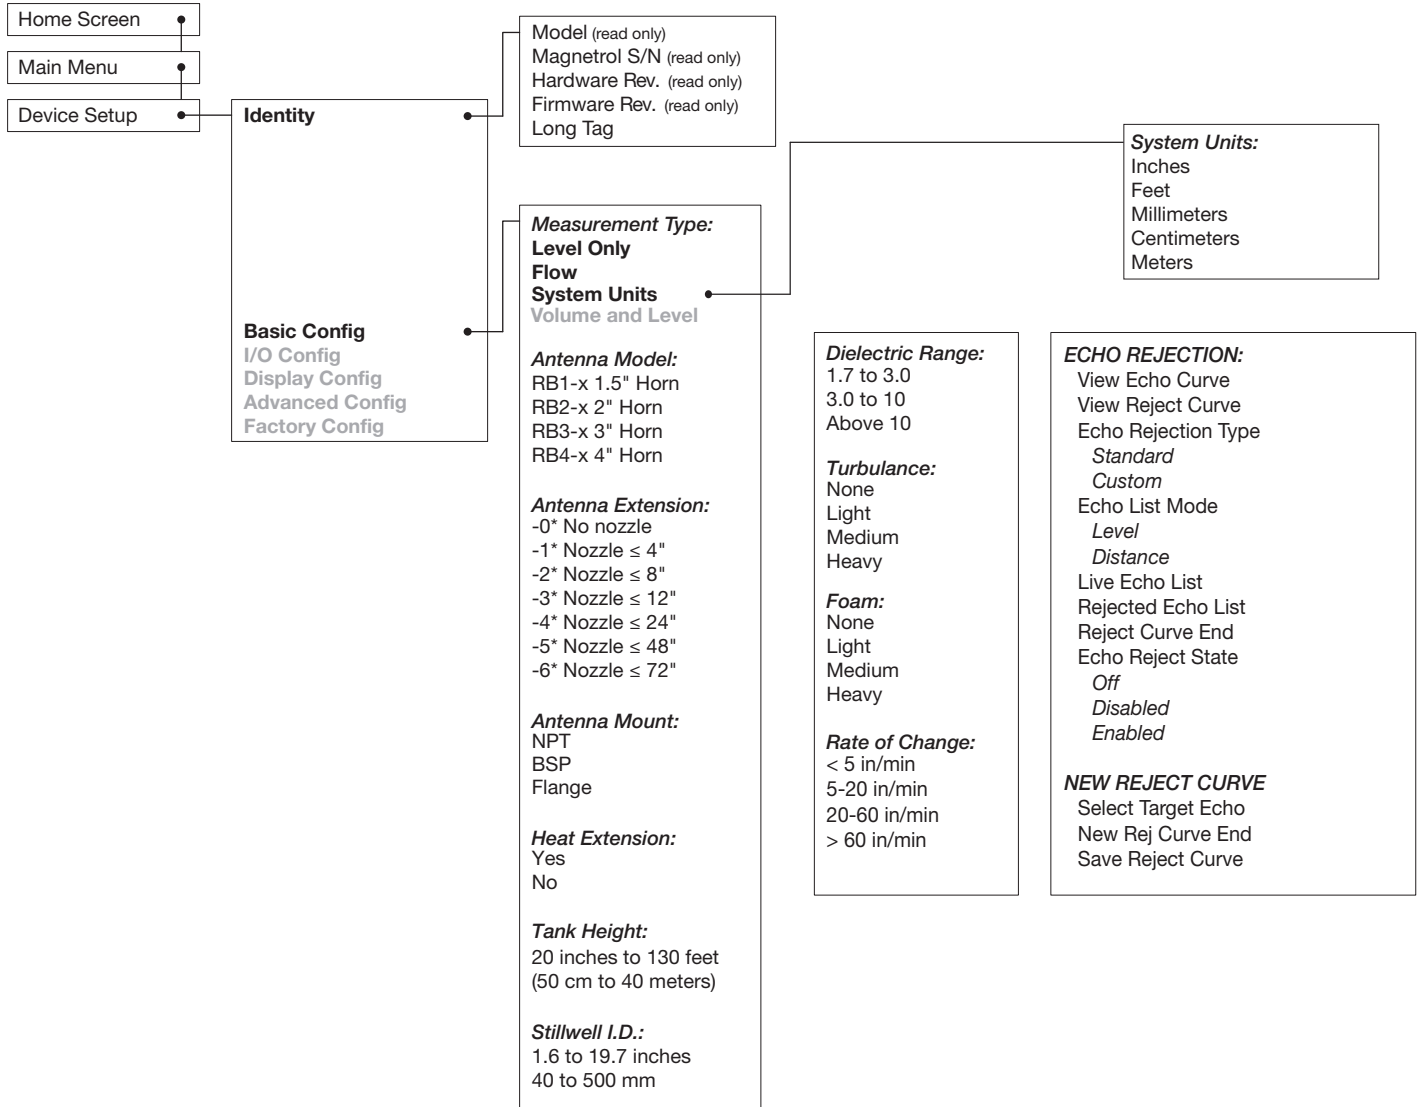 Home Screen
Main Menu
Device Setup
Identity
Basic Config
I/O Config
Display Config
Advanced Config
Factory Config
Model (read only)
Magnetrol S/N (read only)
Hardware Rev. (read only)
Firmware Rev. (read only)
Long Tag
Measurement Type:
Level Only
Flow
System Units
Volume and Level
Antenna Model:
RB1-x 1.5" Horn
RB2-x 2" Horn
RB3-x 3" Horn
RB4-x 4" Horn
Antenna Extension:
-0* No nozzle
-1* Nozzle ≤ 4"
-2* Nozzle ≤ 8"
-3* Nozzle ≤ 12"
-4* Nozzle ≤ 24"
-5* Nozzle ≤ 48"
-6* Nozzle ≤ 72"
Antenna Mount:
NPT
BSP
Flange
Heat Extension:
Yes
No
Tank Height:
20 inches to 130 feet
(50 cm to 40 meters)
Stillwell I.D.:
1.6 to 19.7 inches
40 to 500 mm
System Units:
Inches
Feet
Millimeters
Centimeters
Meters
Dielectric Range:
1.7 to 3.0
3.0 to 10
Above 10
Turbulance:
None
Light
Medium
Heavy
Foam:
None
Light
Medium
Heavy
Rate of Change:
< 5 in/min
5-20 in/min
20-60 in/min
> 60 in/min
ECHO REJECTION:
View Echo Curve
View Reject Curve
Echo Rejection Type
Standard
Custom
Echo List Mode
Level
Distance
Live Echo List
Rejected Echo List
Reject Curve End
Echo Reject State
Off
Disabled
Enabled
NEW REJECT CURVE
Select Target Echo
New Rej Curve End
Save Reject Curve